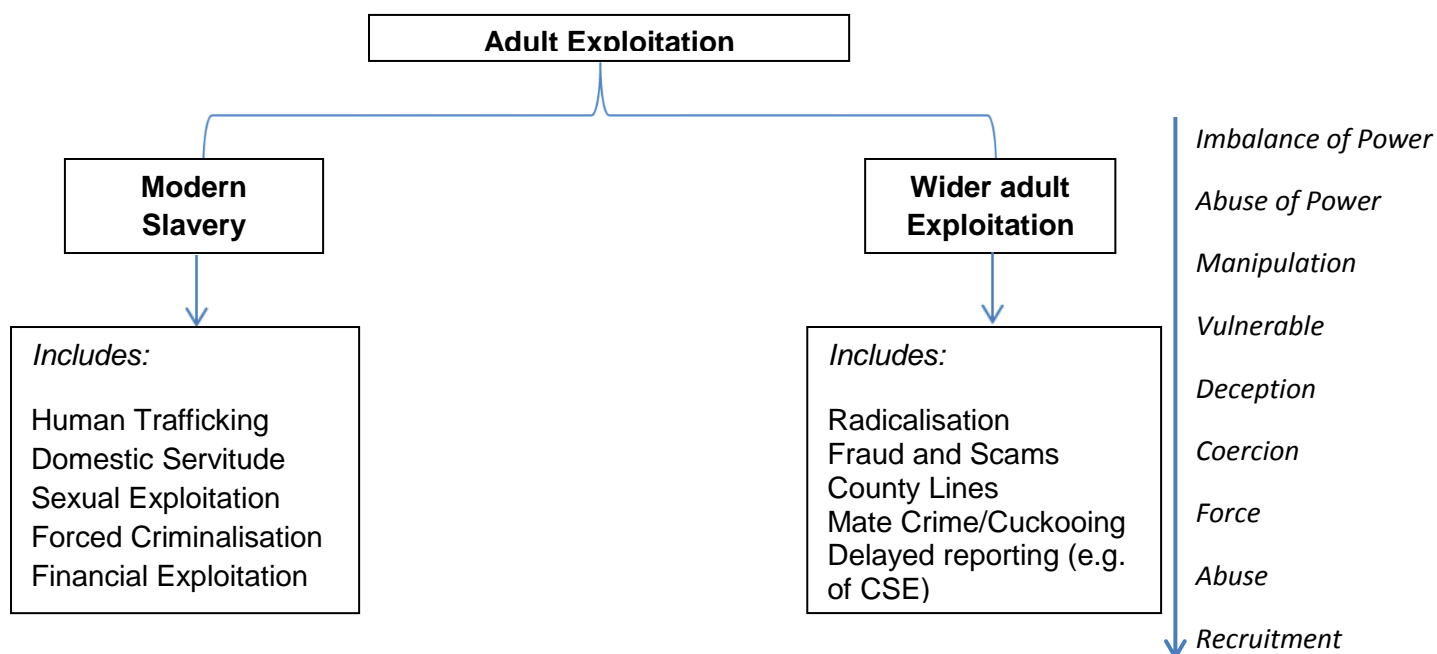 Adult Exploitation
Modern
Slavery
Wider adult
Exploitation
Includes:
Human Trafficking
Domestic Servitude
Sexual Exploitation
Forced Criminalisation
Financial Exploitation
Includes:
Radicalisation
Fraud and Scams
County Lines
Mate Crime/Cuckooing
Delayed reporting (e.g.
of CSE)
Imbalance of Power
Abuse of Power
Manipulation
Vulnerable
Deception
Coercion
Force
Abuse
Recruitment